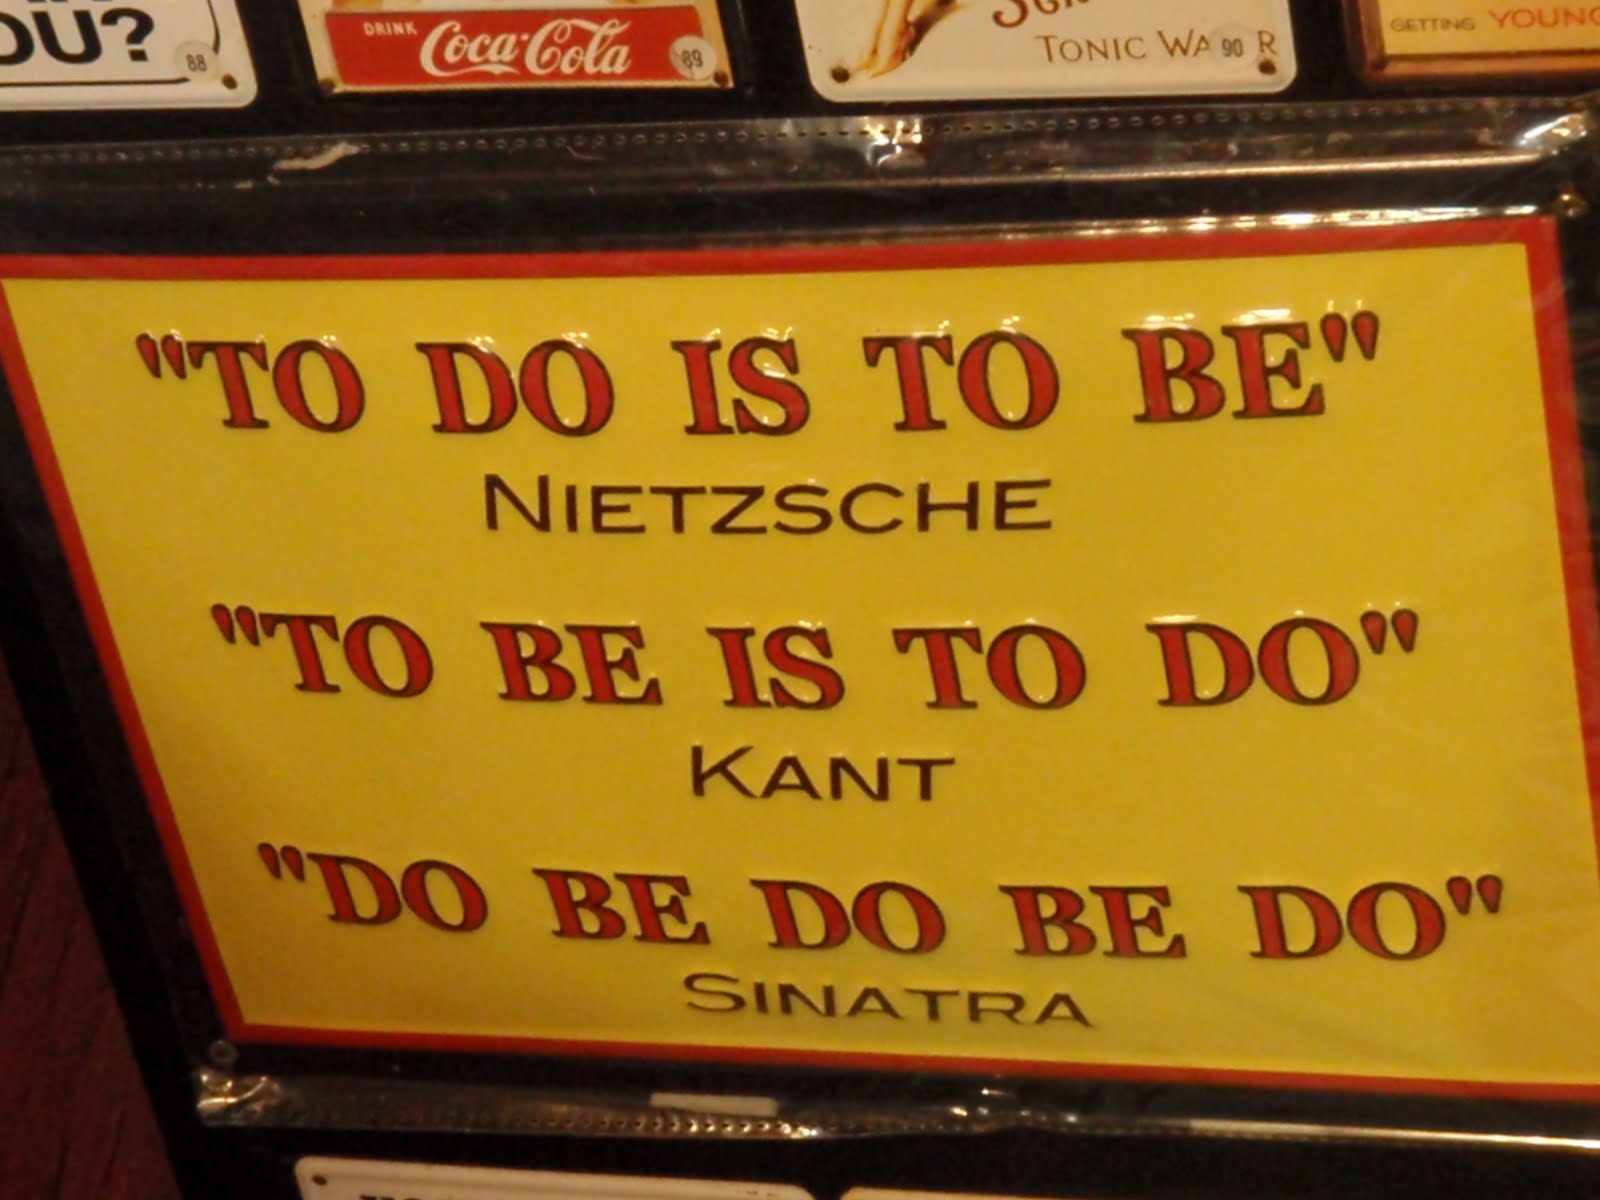 OU?
88
DRINK Coca-Cola 89
TONIC WA 90 R
GETTING YOUNG
"TO DO IS TO BE"
NIETZSCHE
"TO BE IS TO DO"
KANT
"DO BE DO BE DO"
SINATRA